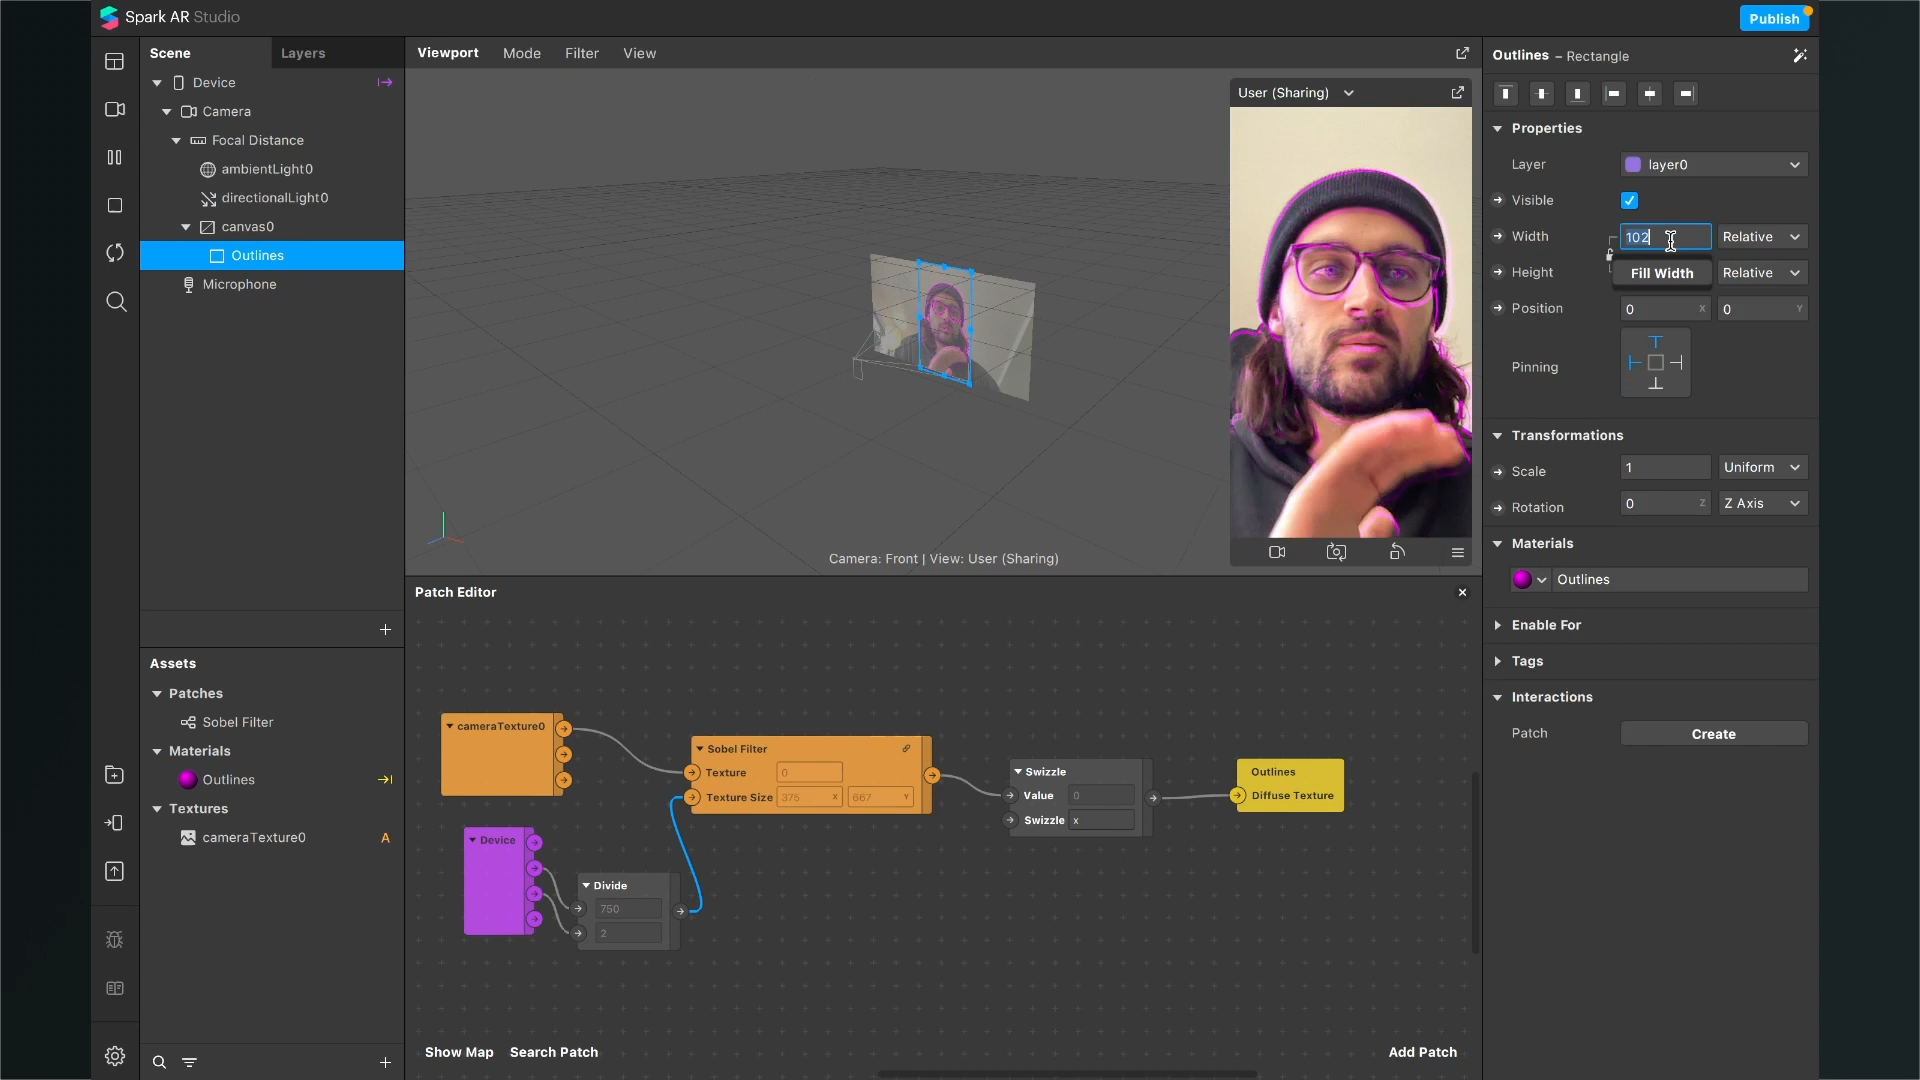 Spark AR Studio
Publish
Scene
Layers
Device
Camera
Focal Distance
ambientLight0
directionalLight0
canvas0
Outlines
Microphone
Assets
Patches
Sobel Filter
Materials
Outlines
Textures
cameraTexture0
A
Viewport
Mode
Filter
View
User (Sharing)
Camera: Front | View: User (Sharing)
Patch Editor
cameraTexture0
Sobel Filter
Texture
0
Texture Size
375
X
667
Y
Device
Divide
750
2
Swizzle
Value
0
Swizzle
x
Outlines
Diffuse Texture
Show Map
Search Patch
Add Patch
Outlines – Rectangle
Properties
Layer
layer0
Visible
Width
102
Relative
Height
Fill Width
Relative
Position
0
X
0
Y
Pinning
Transformations
Scale
1
Uniform
Rotation
0
Z
Z Axis
Materials
Outlines
Enable For
Tags
Interactions
Patch
Create